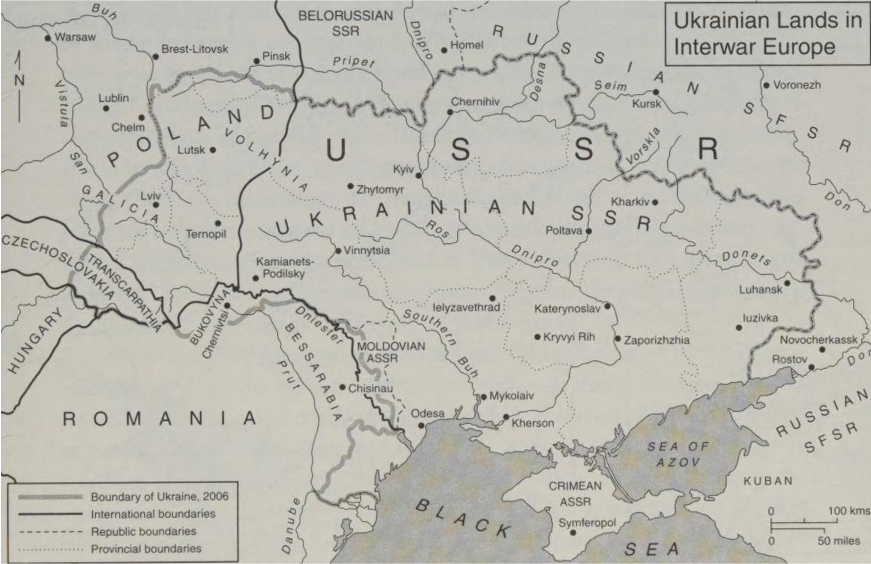 Ukrainian Lands in
Interwar Europe
Buh
Warsaw
Brest-Litovsk
Pinsk
BELORUSSIAN
SSR
Pripet
Dnipro
Homel
RUSSIAN SFSR
Desna
Seim
Kursk
Voronezh
N
Vistula
Lublin
Chelm
POLAND
Lutsk
VOLHYNIA
Chernihiv
USSR
Vorskla
Kyiv
Zhytomyr
San
GALICIA
Lviv
Ternopil
UKRAINIAN SSR
Ros
Dnipro
Poltava
Kharkiv
Don
Donets
CZECHOSLOVAKIA
TRANSCARPATHIA
Kamianets-
Podilsky
Vinnytsia
HUNGARY
BUKOVYNA
Chernivtsi
Dniester
Southern Buh
Ielyzavethrad
Katerynoslav
Luhansk
Iuzivka
Kryvyi Rih
Zaporizhzhia
Novocherkassk
Rostov
Don
BESSARABIA
Prut
MOLDOVIAN
ASSR
Chisinau
ROMANIA
Odesa
Mykolaiv
Kherson
SEA OF
AZOV
RUSSIAN
SFSR
KUBAN
Danube
BLACK SEA
CRIMEAN
ASSR
Symferopol
Boundary of Ukraine, 2006
International boundaries
Republic boundaries
Provincial boundaries
0 100 kms
0 50 miles